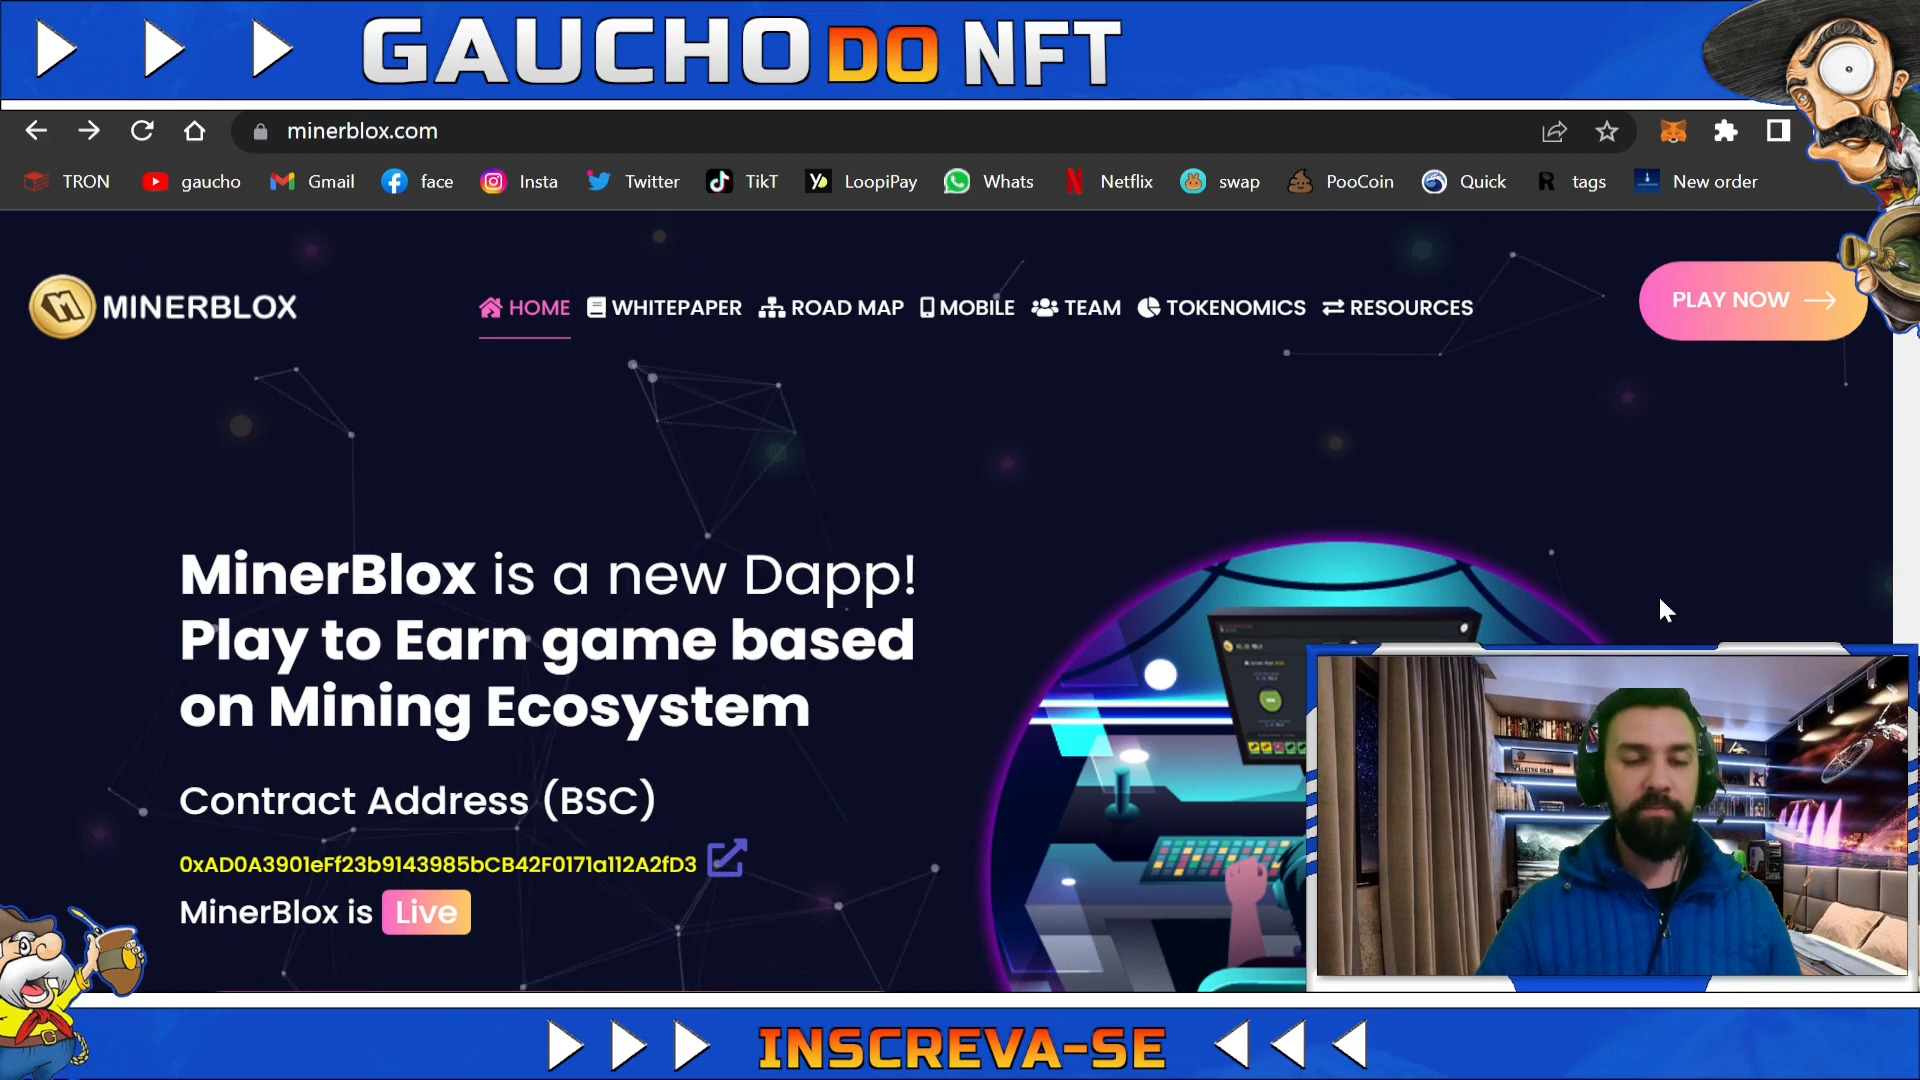 GAUCHO DO NFT
minerblox.com
TRON gaucho Gmail face Insta Twitter TikT LoopiPay Whats Netflix swap PooCoin Quick tags New order
MINERBLOX
HOME WHITEPAPER ROAD MAP MOBILE TEAM TOKENOMICS RESOURCES
PLAY NOW
MinerBlox is a new Dapp!
Play to Earn game based
on Mining Ecosystem
Contract Address (BSC)
0xAD0A3901eFf23b9143985bCB42F0171a112A2fD3
MinerBlox is Live
INSCREVA-SE